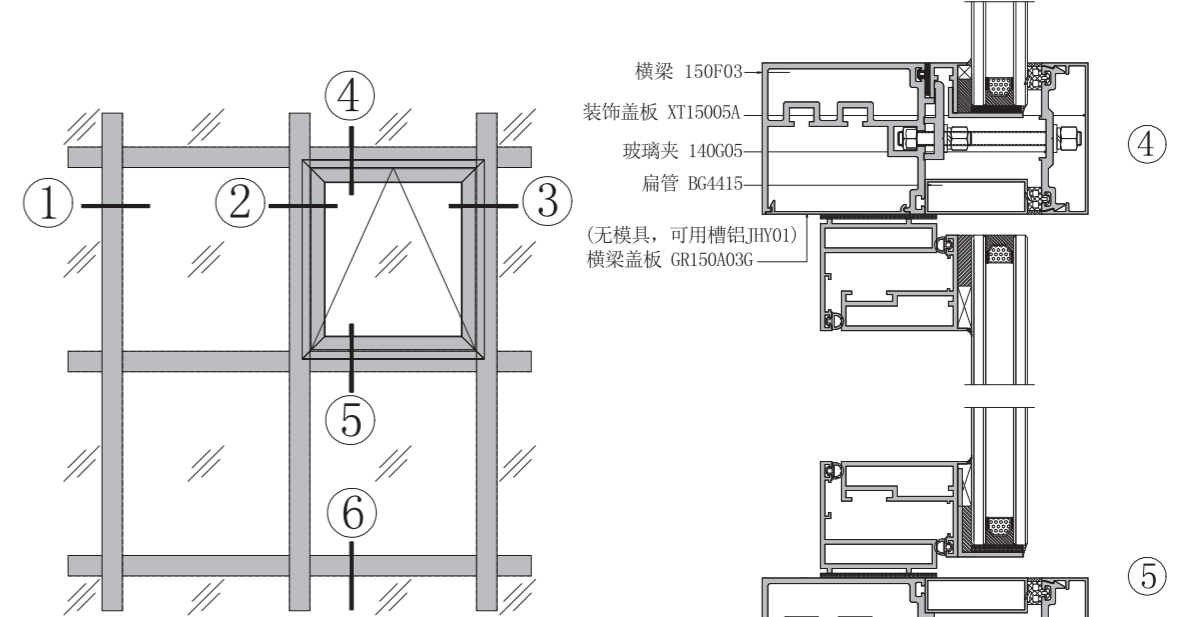 ④
①
②
③
⑤
⑥
横梁 150F03
装饰盖板 XT15005A
玻璃夹 140G05
扁管 BG4415
(无模具，可用槽铝JHY01)
横梁盖板 GR150A03G
④
⑤